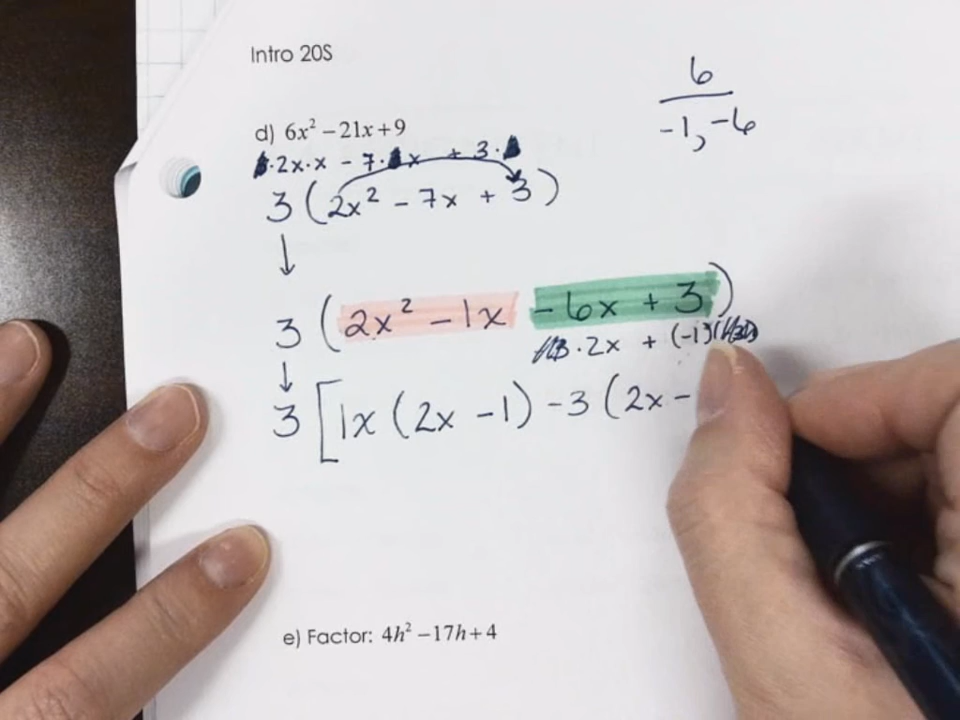 Intro 20S
6
-1, -6
d) 6x² − 21x + 9
·2x·x - 7· x + 3·
3 (2x² - 7x + 3)
↓
3 (2x² - 1x - 6x + 3)
↓ ·2x + (-1)
3 [1x (2x -1) -3 (2x -
e) Factor: 4h² − 17h + 4